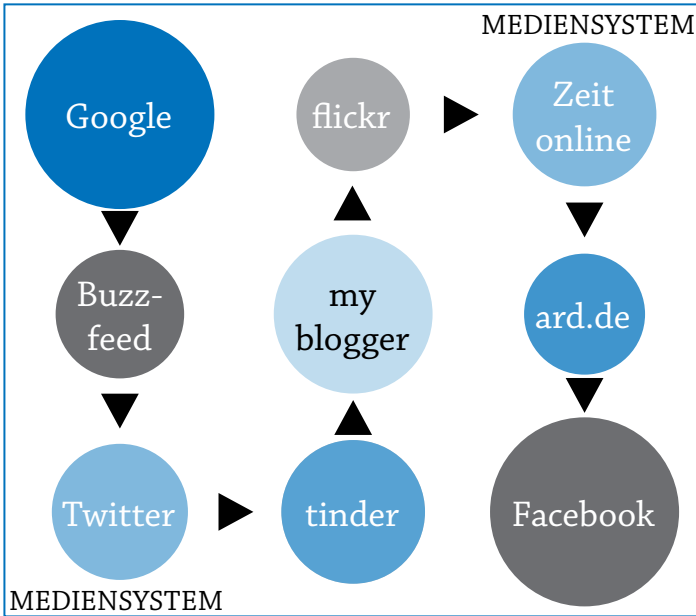 MEDIENSYSTEM
Google
Buzz-
feed
Twitter
tinder
my
blogger
flickr
Zeit
online
ard.de
Facebook
MEDIENSYSTEM